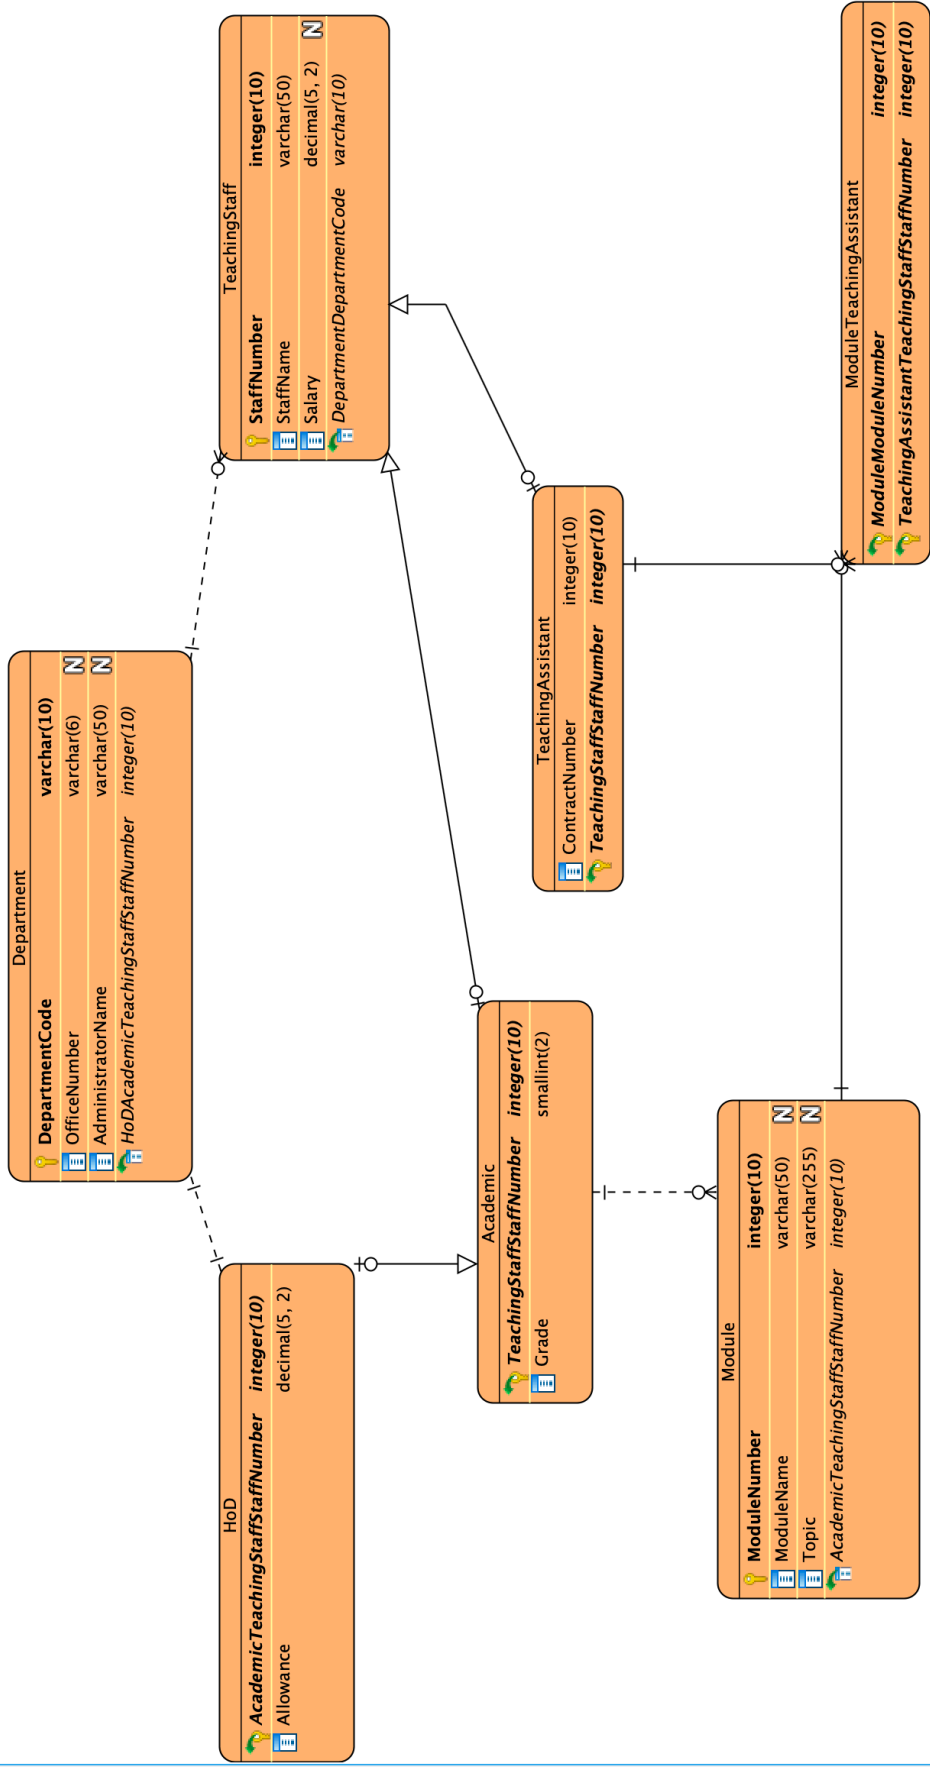 Department
DepartmentCode varchar(10)
OfficeNumber varchar(6) N
AdministratorName varchar(50) N
HoDAcademicTeachingStaffStaffNumber integer(10)
HoD
AcademicTeachingStaffStaffNumber integer(10)
Allowance decimal(5, 2)
TeachingStaff
StaffNumber integer(10)
StaffName varchar(50)
Salary decimal(5, 2) N
DepartmentDepartmentCode varchar(10)
Academic
TeachingStaffStaffNumber integer(10)
Grade smallint(2)
TeachingAssistant
ContractNumber integer(10)
TeachingStaffStaffNumber integer(10)
Module
ModuleNumber integer(10)
ModuleName varchar(50) N
Topic varchar(255) N
AcademicTeachingStaffStaffNumber integer(10)
ModuleTeachingAssistant
ModuleModuleNumber integer(10)
TeachingAssistantTeachingStaffStaffNumber integer(10)